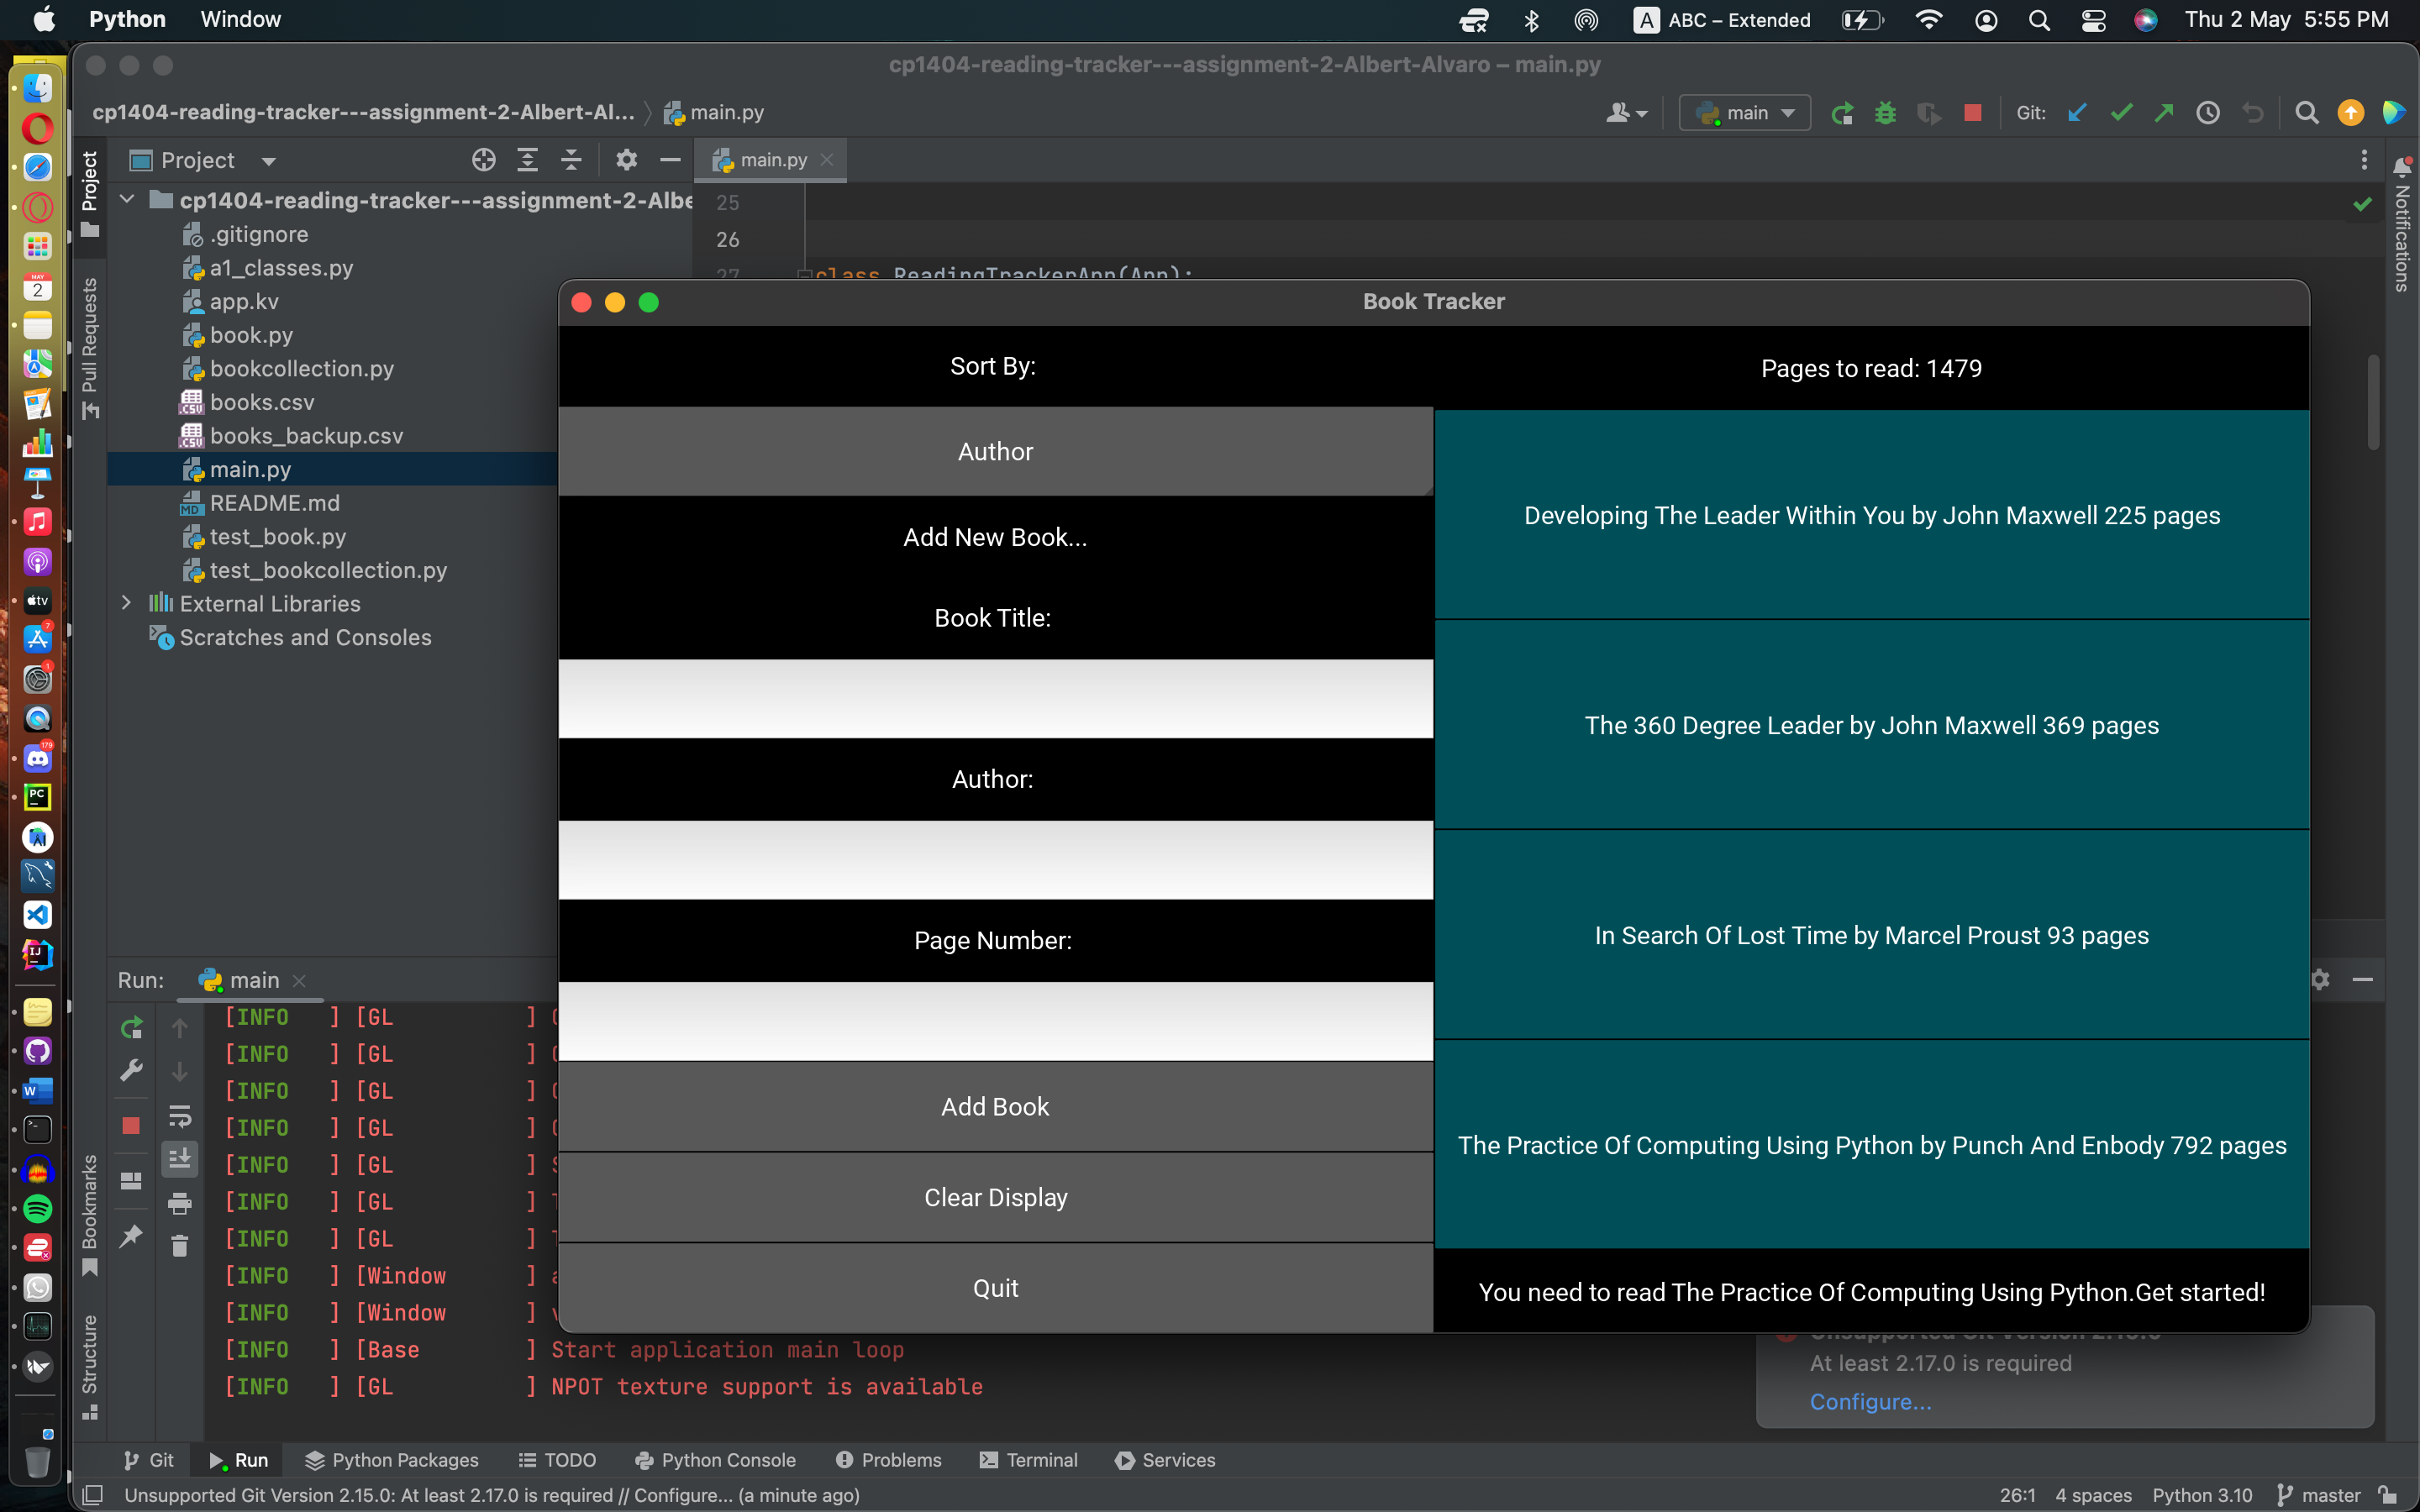 Python Window
A ABC – Extended Thu 2 May 5:55 PM
cp1404-reading-tracker---assignment-2-Albert-Alvaro – main.py
cp1404-reading-tracker---assignment-2-Albert-Al... main.py
main Git:
Project
main.py
Project
Pull Requests
Bookmarks
Structure
Notifications
cp1404-reading-tracker---assignment-2-Albe
.gitignore
a1_classes.py
app.kv
book.py
bookcollection.py
books.csv
books_backup.csv
main.py
README.md
test_book.py
test_bookcollection.py
External Libraries
Scratches and Consoles
25
26
27 class ReadingTrackerApp(App):
Book Tracker
Sort By:
Author
Add New Book...
Book Title:
Author:
Page Number:
Add Book
Clear Display
Quit
Pages to read: 1479
Developing The Leader Within You by John Maxwell 225 pages
The 360 Degree Leader by John Maxwell 369 pages
In Search Of Lost Time by Marcel Proust 93 pages
The Practice Of Computing Using Python by Punch And Enbody 792 pages
You need to read The Practice Of Computing Using Python.Get started!
Run: main
[INFO ] [GL ]
[INFO ] [GL ]
[INFO ] [GL ]
[INFO ] [GL ]
[INFO ] [GL ]
[INFO ] [GL ]
[INFO ] [GL ]
[INFO ] [Window ]
[INFO ] [Window ]
[INFO ] [Base ] Start application main loop
[INFO ] [GL ] NPOT texture support is available
Unsupported Git Version 2.15.0
At least 2.17.0 is required
Configure...
Git Run Python Packages TODO Python Console Problems Terminal Services
Unsupported Git Version 2.15.0: At least 2.17.0 is required // Configure... (a minute ago)
26:1 4 spaces Python 3.10 master